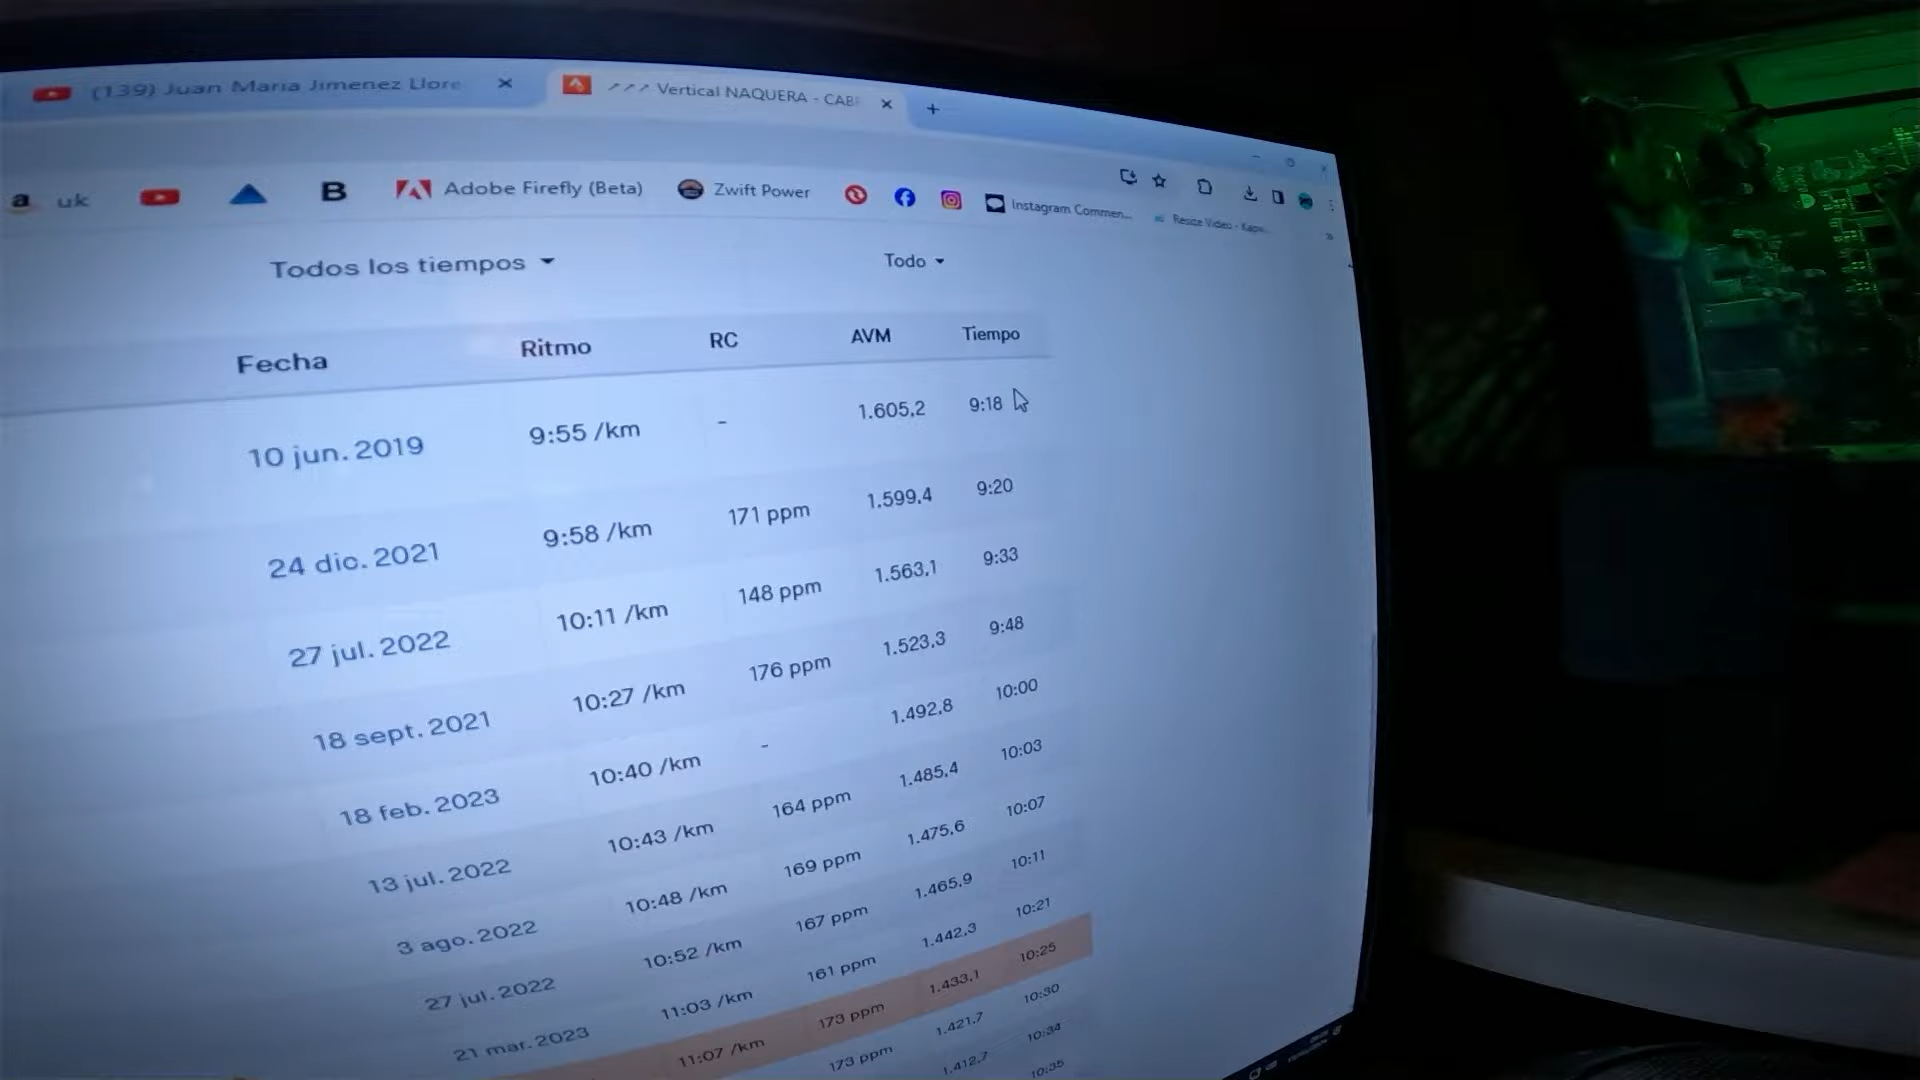 (139) Juan Maria Jimenez Llore
↗↗↗ Vertical NAQUERA - CAB
a uk B Adobe Firefly (Beta) Zwift Power Instagram Commen... Resize Video - Kapw...
Todos los tiempos Todo
Fecha Ritmo RC AVM Tiempo
10 jun. 2019 9:55 /km - 1.605,2 9:18
24 dic. 2021 9:58 /km 171 ppm 1.599,4 9:20
27 jul. 2022 10:11 /km 148 ppm 1.563,1 9:33
18 sept. 2021 10:27 /km 176 ppm 1.523,3 9:48
18 feb. 2023 10:40 /km - 1.492,8 10:00
13 jul. 2022 10:43 /km 164 ppm 1.485,4 10:03
3 ago. 2022 10:48 /km 169 ppm 1.475,6 10:07
27 jul. 2022 10:52 /km 167 ppm 1.465,9 10:11
21 mar. 2023 11:03 /km 161 ppm 1.442,3 10:21
11:07 /km 173 ppm 1.433,1 10:25
173 ppm 1.421,7 10:30
1.412,7 10:34
10:35